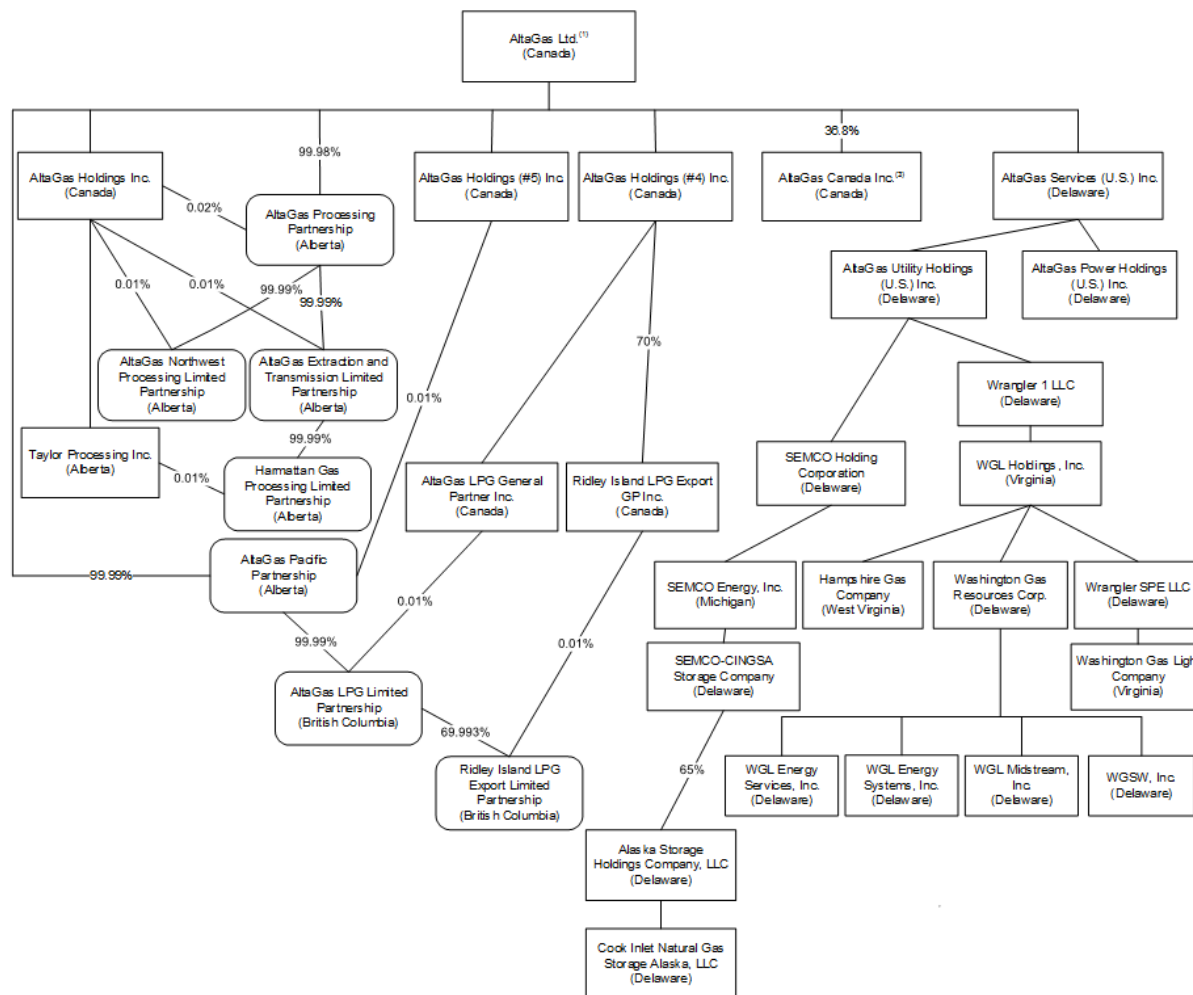 AltaGas Ltd.(1)
(Canada)
36.8%
99.98%
AltaGas Holdings Inc.
(Canada)
AltaGas Holdings (#5) Inc.
(Canada)
AltaGas Holdings (#4) Inc.
(Canada)
AltaGas Canada Inc.(2)
(Canada)
AltaGas Services (U.S.) Inc.
(Delaware)
0.02%
AltaGas Processing
Partnership
(Alberta)
AltaGas Utility Holdings
(U.S.) Inc.
(Delaware)
AltaGas Power Holdings
(U.S.) Inc.
(Delaware)
0.01%
0.01%
99.99%
99.99%
70%
AltaGas Northwest
Processing Limited
Partnership
(Alberta)
AltaGas Extraction and
Transmission Limited
Partnership
(Alberta)
Wrangler 1 LLC
(Delaware)
0.01%
99.99%
Taylor Processing Inc.
(Alberta)
0.01%
Harmattan Gas
Processing Limited
Partnership
(Alberta)
AltaGas LPG General
Partner Inc.
(Canada)
Ridley Island LPG Export
GP Inc.
(Canada)
SEMCO Holding
Corporation
(Delaware)
WGL Holdings, Inc.
(Virginia)
99.99%
AltaGas Pacific
Partnership
(Alberta)
SEMCO Energy, Inc.
(Michigan)
Hampshire Gas
Company
(West Virginia)
Washington Gas
Resources Corp.
(Delaware)
Wrangler SPE LLC
(Delaware)
0.01%
99.99%
0.01%
SEMCO-CINGSA
Storage Company
(Delaware)
Washington Gas Ligh
Company
(Virginia)
AltaGas LPG Limited
Partnership
(British Columbia)
69.993%
Ridley Island LPG
Export Limited
Partnership
(British Columbia)
65%
WGL Energy
Services, Inc.
(Delaware)
WGL Energy
Systems, Inc.
(Delaware)
WGL Midstream,
Inc.
(Delaware)
WGSW, Inc
(Delaware)
Alaska Storage
Holdings Company, LLC
(Delaware)
Cook Inlet Natural Gas
Storage Alaska, LLC
(Delaware)